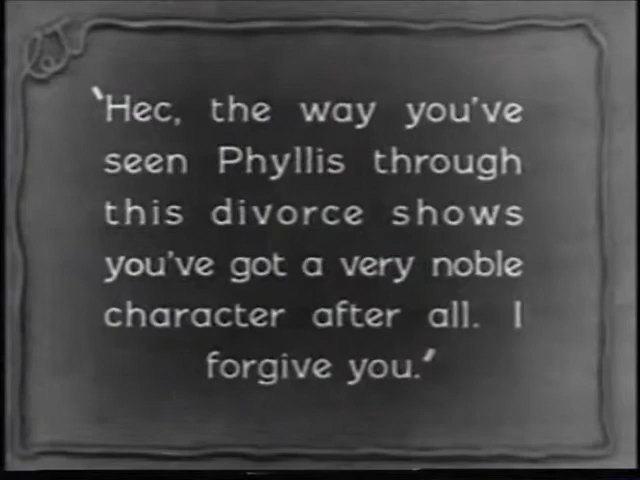 "Hec, the way you've
seen Phyllis through
this divorce shows
you've got a very noble
character after all. I
forgive you."